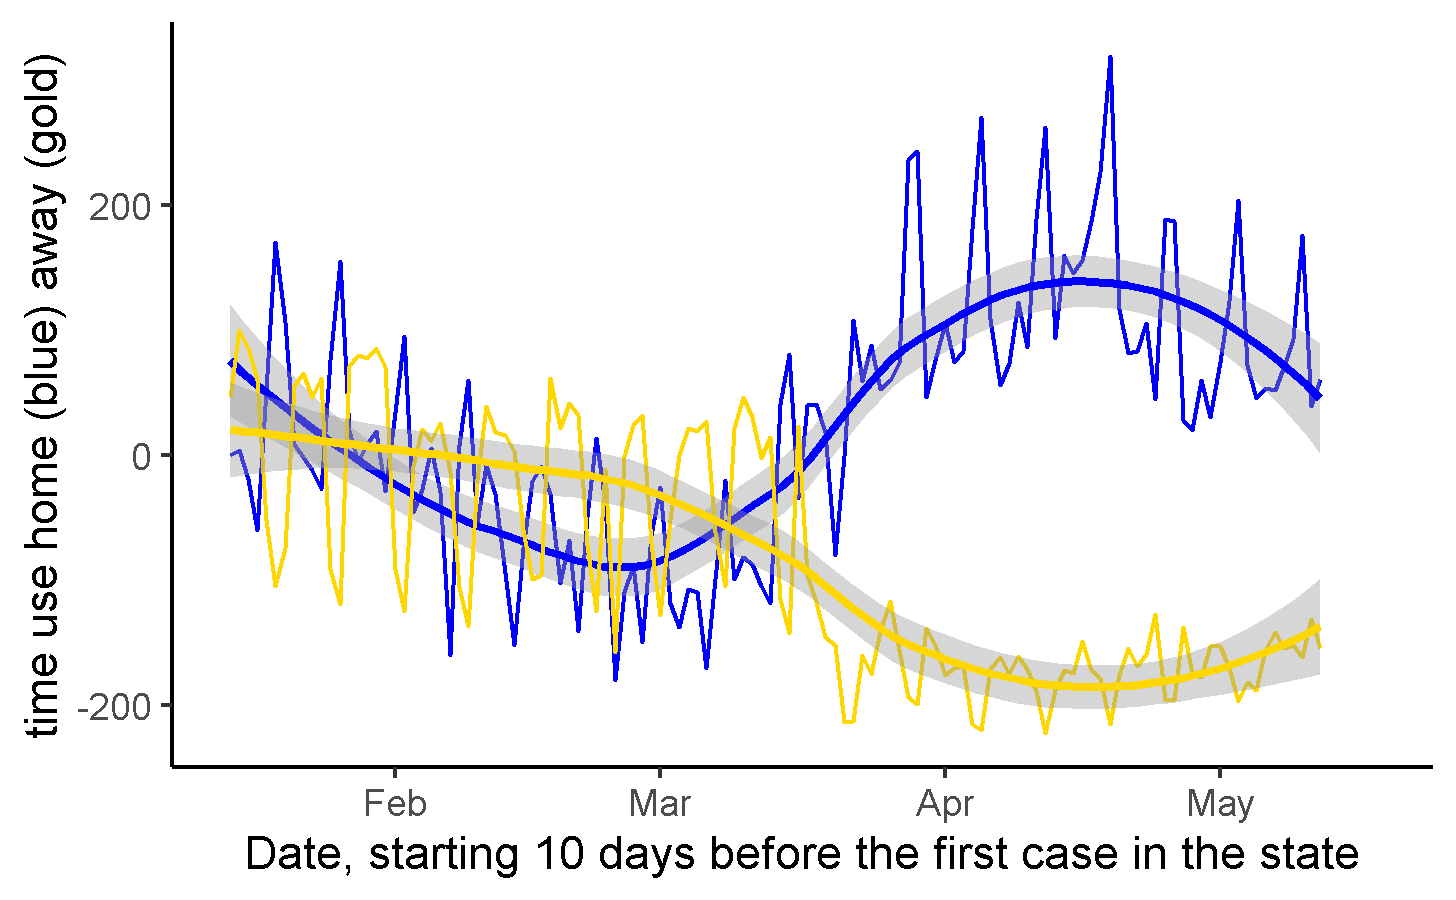 time use home (blue) away (gold)
200
0
-200
Feb Mar Apr May
Date, starting 10 days before the first case in the state